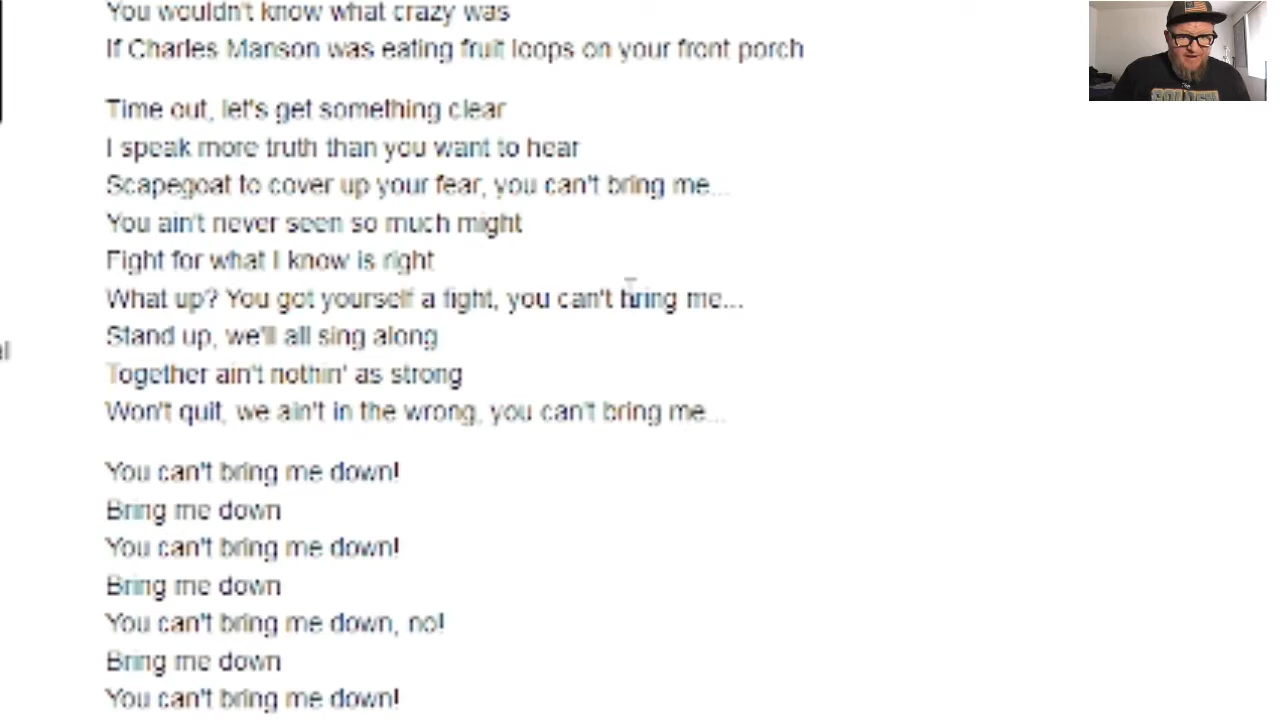 You wouldn't know what crazy was
If Charles Manson was eating fruit loops on your front porch
Time out, let's get something clear
I speak more truth than you want to hear
Scapegoat to cover up your fear, you can't bring me...
You ain't never seen so much might
Fight for what I know is right
What up? You got yourself a fight, you can't bring me...
Stand up, we'll all sing along
Together ain't nothin' as strong
Won't quit, we ain't in the wrong, you can't bring me...
You can't bring me down!
Bring me down
You can't bring me down!
Bring me down
You can't bring me down, no!
Bring me down
You can't bring me down!